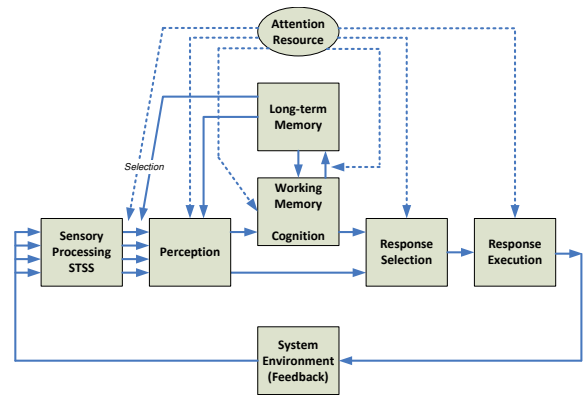 Attention
Resource
Long-term
Memory
Selection
Working
Memory
Cognition
Sensory
Processing
STSS
Perception
Response
Selection
Response
Execution
System
Environment
(Feedback)